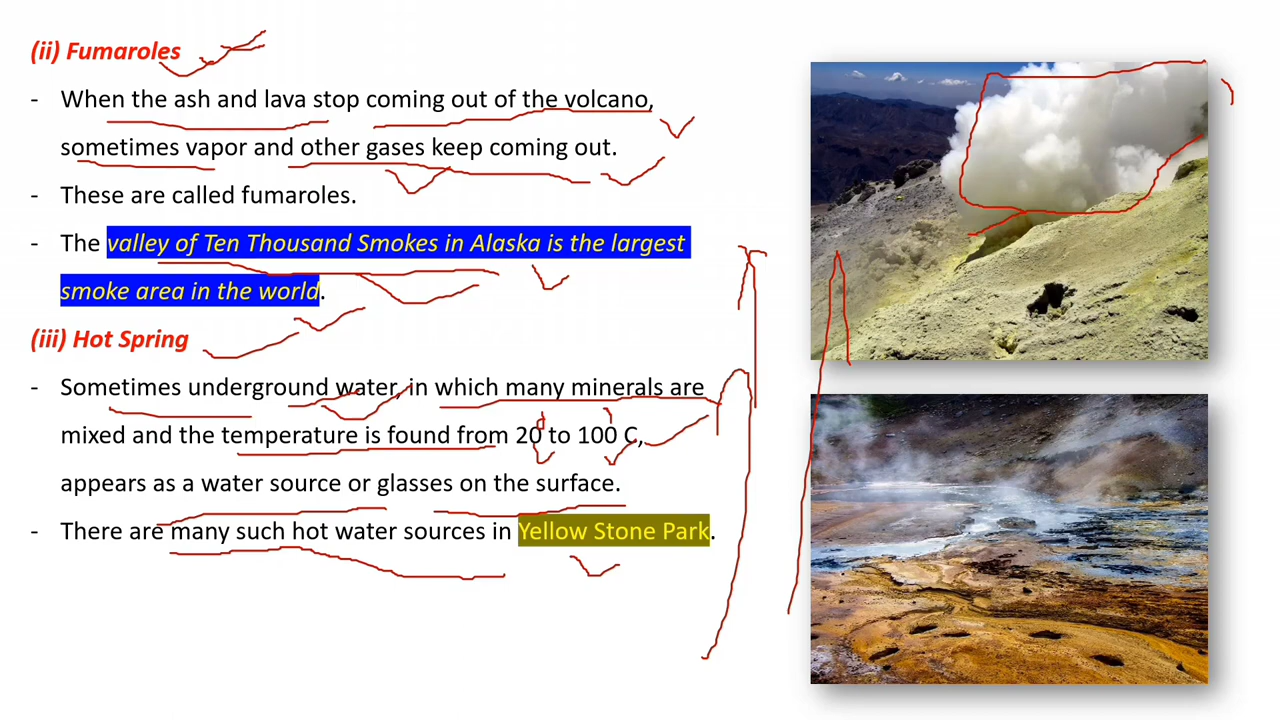 (ii) Fumaroles
- When the ash and lava stop coming out of the volcano,
sometimes vapor and other gases keep coming out.
- These are called fumaroles.
- The valley of Ten Thousand Smokes in Alaska is the largest
smoke area in the world.
(iii) Hot Spring
- Sometimes underground water, in which many minerals are
mixed and the temperature is found from 20 to 100 C,
appears as a water source or glasses on the surface.
- There are many such hot water sources in Yellow Stone Park.